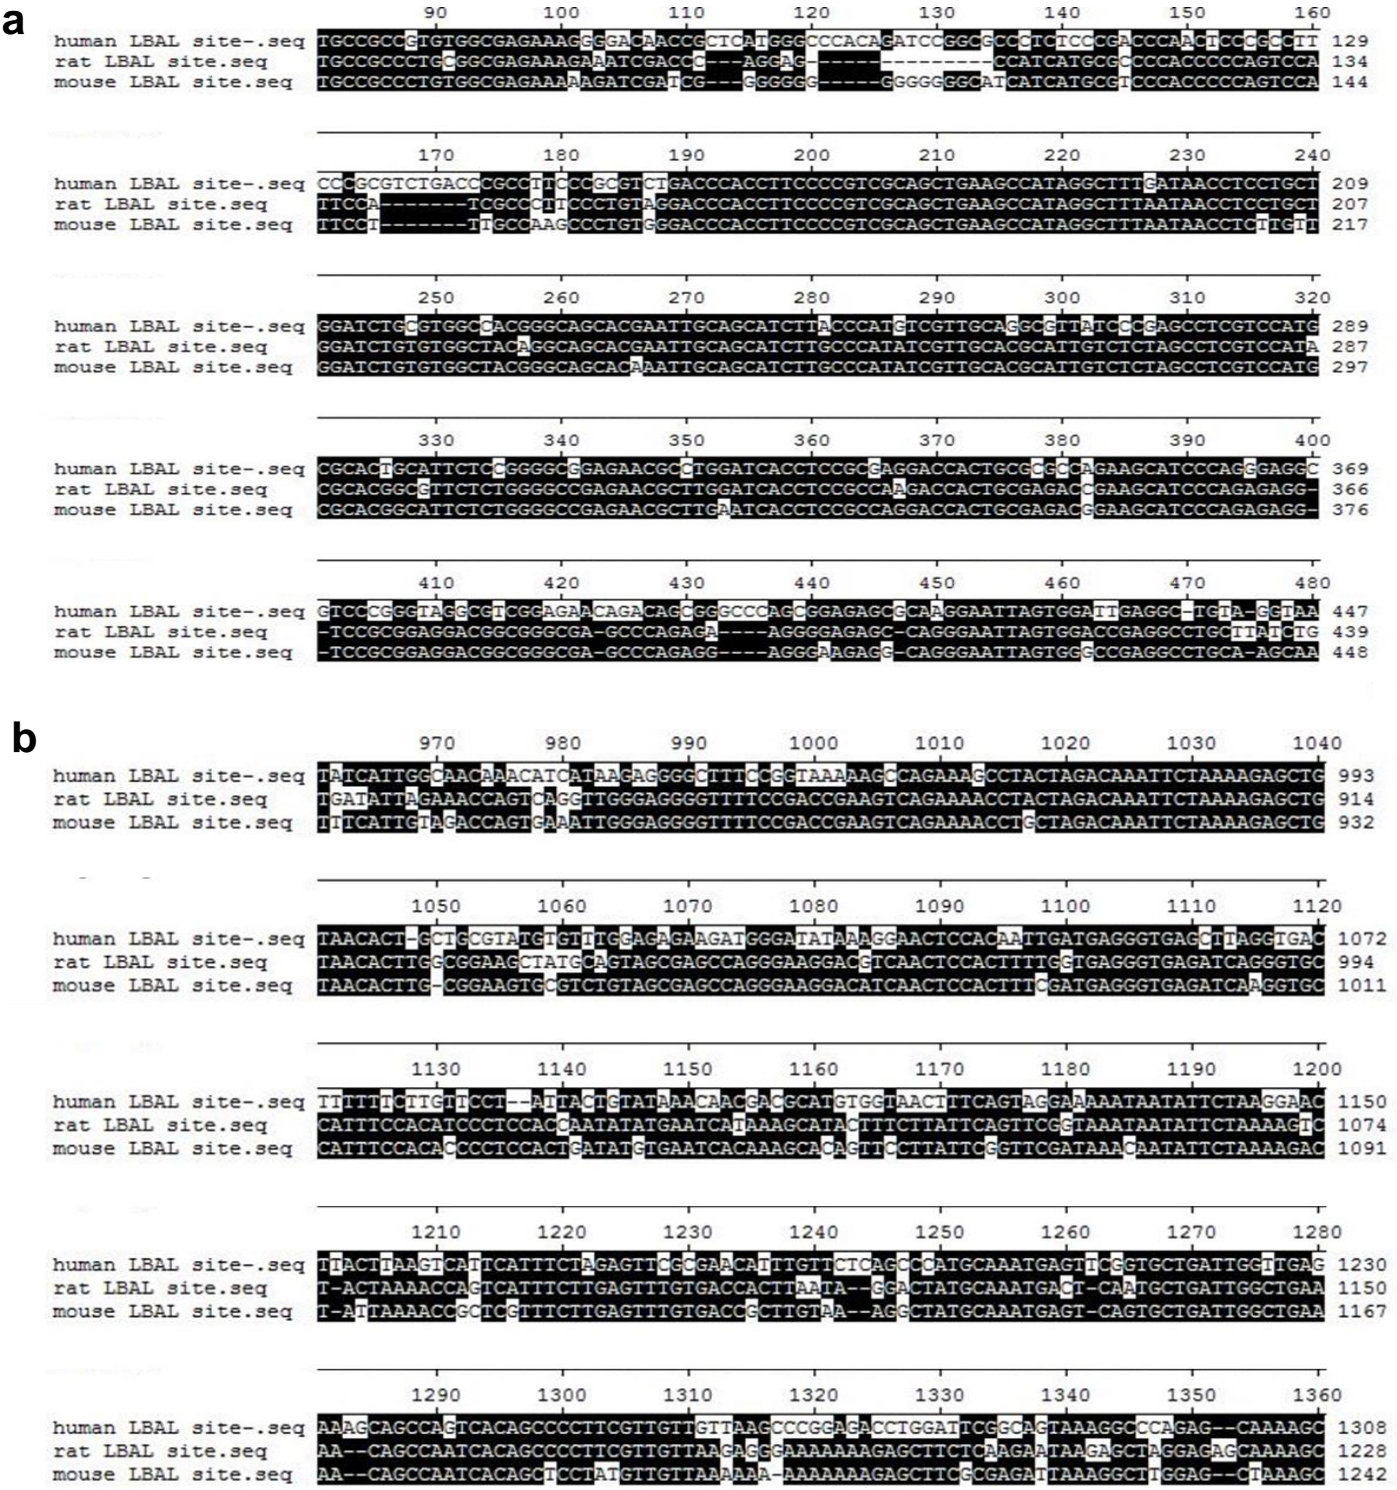 a
90 100 110 120 130 140 150 160
human LBAL site-.seq TGCCGCCGTGTGGCGAGAAAGGGGACAACCGCTCATGGGCCCACAGATCCGGCGCCCTCTCCCGACCCAACTCCCGCCTT 129
rat LBAL site.seq TGCCGCCCTGCGGCGAGAAAGAAATCGACCC---AGGAG--------------CCATCATGCGCCCCACCCCCAGTCCA 134
mouse LBAL site.seq TGCCGCCCTGTGGCGAGAAAAAGATCGATCG---GGGGGG-----GGGGGGGCATCATCATGCGTCCCACCCCCAGTCCA 144
170 180 190 200 210 220 230 240
human LBAL site-.seq CCCGCGTCTGACCCGCCTTCCCGCGTCTGACCCACCTTCCCCGTCGCAGCTGAAGCCATAGGCTTTGATAACCTCCTGCT 209
rat LBAL site.seq TTCCA-------TCGCCCTTCCCTGTAGGACCCACCTTCCCCGTCGCAGCTGAAGCCATAGGCTTTAATAACCTCCTGCT 207
mouse LBAL site.seq TTCCT-------TTGCCAAGCCCTGTGGGACCCACCTTCCCCGTCGCAGCTGAAGCCATAGGCTTTAATAACCTCTTGTT 217
250 260 270 280 290 300 310 320
human LBAL site-.seq GGATCTGCGTGGCCACGGGCAGCACGAATTGCAGCATCTTACCCATGTCGTTGCAGGCGTTATCCCGAGCCTCGTCCATG 289
rat LBAL site.seq GGATCTGTGTGGCTACAGGCAGCACGAATTGCAGCATCTTGCCCATATCGTTGCACGCATTGTCTCTAGCCTCGTCCATA 287
mouse LBAL site.seq GGATCTGTGTGGCTACGGGCAGCACAAATTGCAGCATCTTGCCCATATCGTTGCACGCATTGTCTCTAGCCTCGTCCATG 297
330 340 350 360 370 380 390 400
human LBAL site-.seq CGCACTGCATTCTCCGGGGCGGAGAACGCCTGGATCACCTCCGCGAGGACCACTGCGCGCCAGAAGCATCCCAGGGAGGC 369
rat LBAL site.seq CGCACGGCGTTCTCTGGGGCCGAGAACGCTTGGATCACCTCCGCCAAGACCACTGCGAGACCGAAGCATCCCAGAGAGG- 366
mouse LBAL site.seq CGCACGGCATTCTCTGGGGCCGAGAACGCTTGAATCACCTCCGCCAGGACCACTGCGAGACGGAAGCATCCCAGAGAGG- 376
410 420 430 440 450 460 470 480
human LBAL site-.seq GTCCCGGGTAGGCGTCGGAGAACAGACAGCGGGCCCAGCGGAGAGCGCAAGGAATTAGTGGATTGAGGC-TGTA-GGTAA 447
rat LBAL site.seq -TCCGCGGAGGACGGCGGGCGA-GCCCAGAGA----AGGGGAGAGC-CAGGGAATTAGTGGACCGAGGCCTGCTTATCTG 439
mouse LBAL site.seq -TCCGCGGAGGACGGCGGGCGA-GCCCAGAGG----AGGGAAGAGG-CAGGGAATTAGTGGGCCGAGGCCTGCA-AGCAA 448
b
970 980 990 1000 1010 1020 1030 1040
human LBAL site-.seq TATCATTGGCAACAAACATCATAAGAGGGGCTTTCCGGTAAAAAGCCAGAAAGCCTACTAGACAAATTCTAAAAGAGCTG 993
rat LBAL site.seq TGATATTAGAAACCAGTCAGGTTGGGAGGGGTTTTCCGACCGAAGTCAGAAAACCTACTAGACAAATTCTAAAAGAGCTG 914
mouse LBAL site.seq TTTCATTGTAGACCAGTGAAATTGGGAGGGGTTTTCCGACCGAAGTCAGAAAACCTGCTAGACAAATTCTAAAAGAGCTG 932
1050 1060 1070 1080 1090 1100 1110 1120
human LBAL site-.seq TAACACT-GCTGCGTATGTGTTTGGAGAGAAGATGGGATATAAAGGAACTCCACAATTGATGAGGGTGAGCTTAGGTGAC 1072
rat LBAL site.seq TAACACTTGGCGGAAGCTATGCAGTAGCGAGCCAGGGAAGGACGTCAACTCCACTTTTGGTGAGGGTGAGATCAGGGTGC 994
mouse LBAL site.seq TAACACTTG-CGGAAGTGCGTCTGTAGCGAGCCAGGGAAGGACATCAACTCCACTTTCGATGAGGGTGAGATCAAGGTGC 1011
1130 1140 1150 1160 1170 1180 1190 1200
human LBAL site-.seq TTTTTTCTTGTTCCT--ATTACTGTATAAACAACGACGCATGTGGTAACTTTCAGTAGGAAAAATAATATTCTAAGGAAC 1150
rat LBAL site.seq CATTTCCACATCCCTCCACCAATATATGAATCATAAAGCATACTTTCTTATTCAGTTCGGTAAATAATATTCTAAAAGTC 1074
mouse LBAL site.seq CATTTCCACACCCCTCCACTGATATGTGAATCACAAAGCACAGTTCCTTATTCGGTTCGATAAACAATATTCTAAAAGAC 1091
1210 1220 1230 1240 1250 1260 1270 1280
human LBAL site-.seq TTACTTAAGTCATTCATTTCTAGAGTTCGCGAACATTTGTTCTCAGCCCATGCAAATGAGTTCGGTGCTGATTGGTTGAG 1230
rat LBAL site.seq T-ACTAAAACCAGTCATTTCTTGAGTTTGTGACCACTTAATA--GGACTATGCAAATGACT-CAATGCTGATTGGCTGAA 1150
mouse LBAL site.seq T-ATTAAAACCGCTCGTTTCTTGAGTTTGTGACCGCTTGTAA--AGGCTATGCAAATGAGT-CAGTGCTGATTGGCTGAA 1167
1290 1300 1310 1320 1330 1340 1350 1360
human LBAL site-.seq AAAGCAGCCAGTCACAGCCCCTTCGTTGTTGTTAAGCCCGGAGACCTGGATTCGGCAGTAAAGGCCCAGAG--CAAAAGC 1308
rat LBAL site.seq AA--CAGCCAATCACAGCCCCTTCGTTGTTAAGAGGGAAAAAAAGAGCTTCTCAAGAATAAGAGCTAGGAGAGCAAAAGC 1228
mouse LBAL site.seq AA--CAGCCAATCACAGCTCCTATGTTGTTAAAAAA-AAAAAAAGAGCTTCGCGAGATTAAAGGCTTGGAG--CTAAAGC 1242